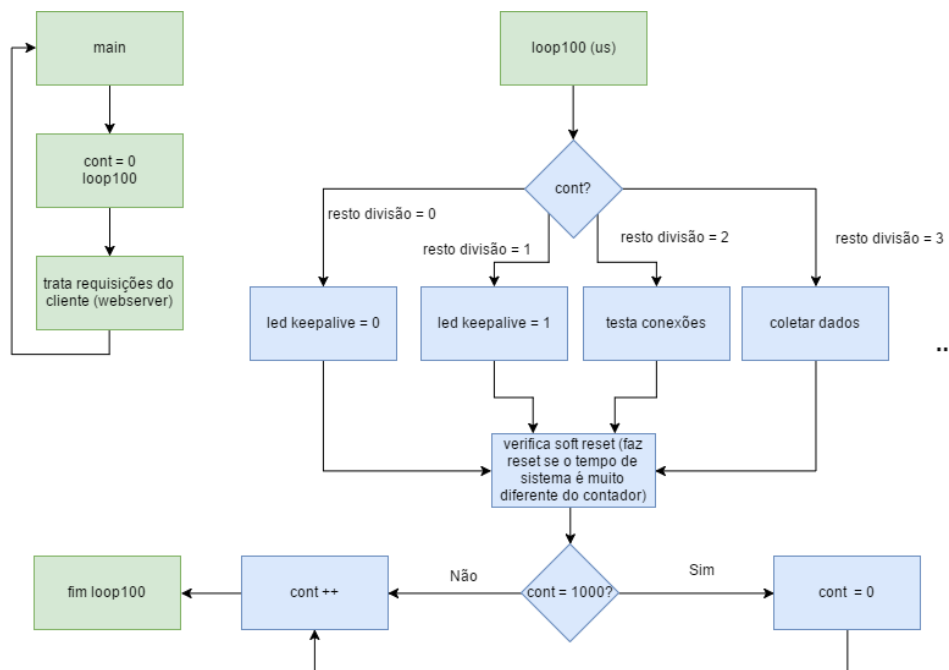 main
cont = 0
loop100
trata requisições do
cliente (webserver)
loop100 (us)
cont?
resto divisão = 0
resto divisão = 1
resto divisão = 2
resto divisão = 3
led keepalive = 0
led keepalive = 1
testa conexões
coletar dados
..
verifica soft reset (faz
reset se o tempo de
sistema é muito
diferente do contador)
cont = 1000?
Não
Sim
cont ++
cont  = 0
fim loop100